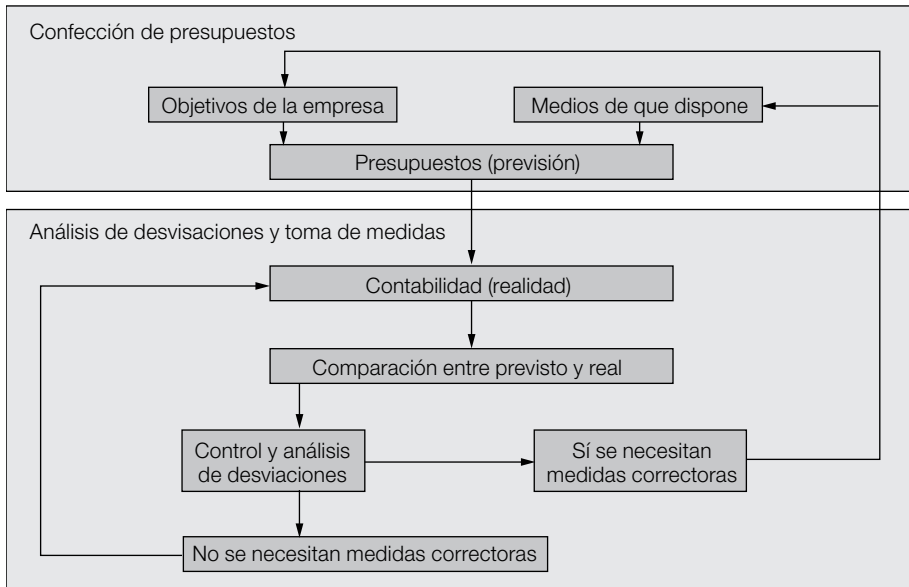 Confección de presupuestos
Objetivos de la empresa
Medios de que dispone
Presupuestos (previsión)
Análisis de desvisaciones y toma de medidas
Contabilidad (realidad)
Comparación entre previsto y real
Control y análisis
de desviaciones
Sí se necesitan
medidas correctoras
No se necesitan medidas correctoras